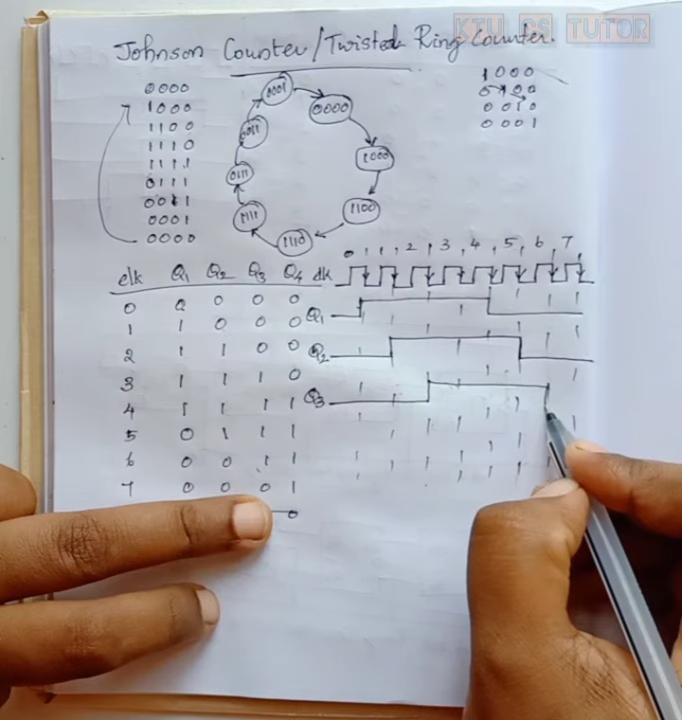 KTU CS TUTOR
Johnson Counter/Twisted Ring Counter.
0000
1000
1100
1110
1111
0111
0011
0001
0000
0001
0000
1000
1100
1110
1111
0111
0011
1000
0100
0010
0001
clk Q1 Q2 Q3 Q4
0 0 0 0 0
1 1 0 0 0
2 1 1 0 0
3 1 1 1 0
4 1 1 1 1
5 0 1 1 1
6 0 0 1 1
7 0 0 0 1
0
0 1 2 3 4 5 6 7
clk
Q1
Q2
Q3